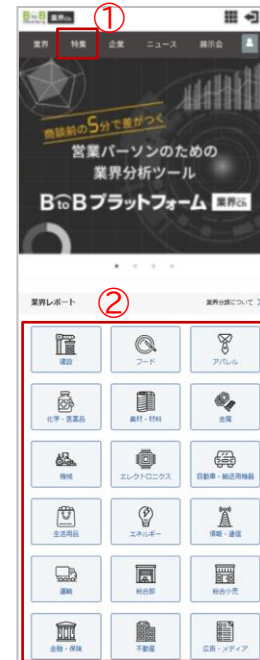 BtoB 業界ch
①
業界 特集 企業 ニュース 展示会
商談前の5分で差がつく
営業パーソンのための
業界分析ツール
BtoBプラットフォーム 業界ch
業界レポート ② 業界分類について
建設 フード アパレル
化学・医薬品 素材・材料 金属
機械 エレクトロニクス 自動車・輸送用機器
生活用品 エネルギー 情報・通信
運輸 総合卸 総合小売
金融・保険 不動産 広告・メディア